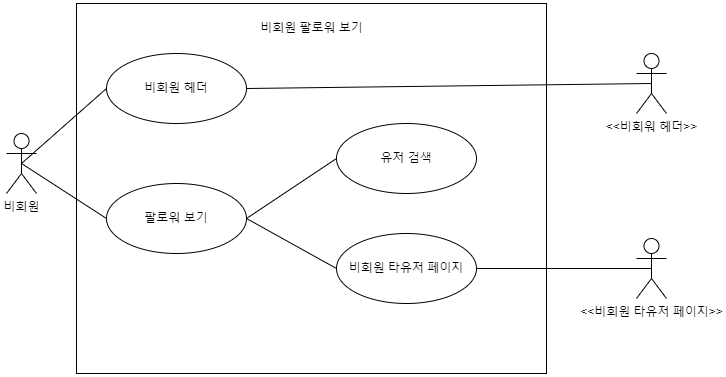 비회원 팔로워 보기
비회원 헤더
<<비회워 헤더>>
유저 검색
비회원
팔로워 보기
비회원 타유저 페이지
<<비회원 타유저 페이지>>